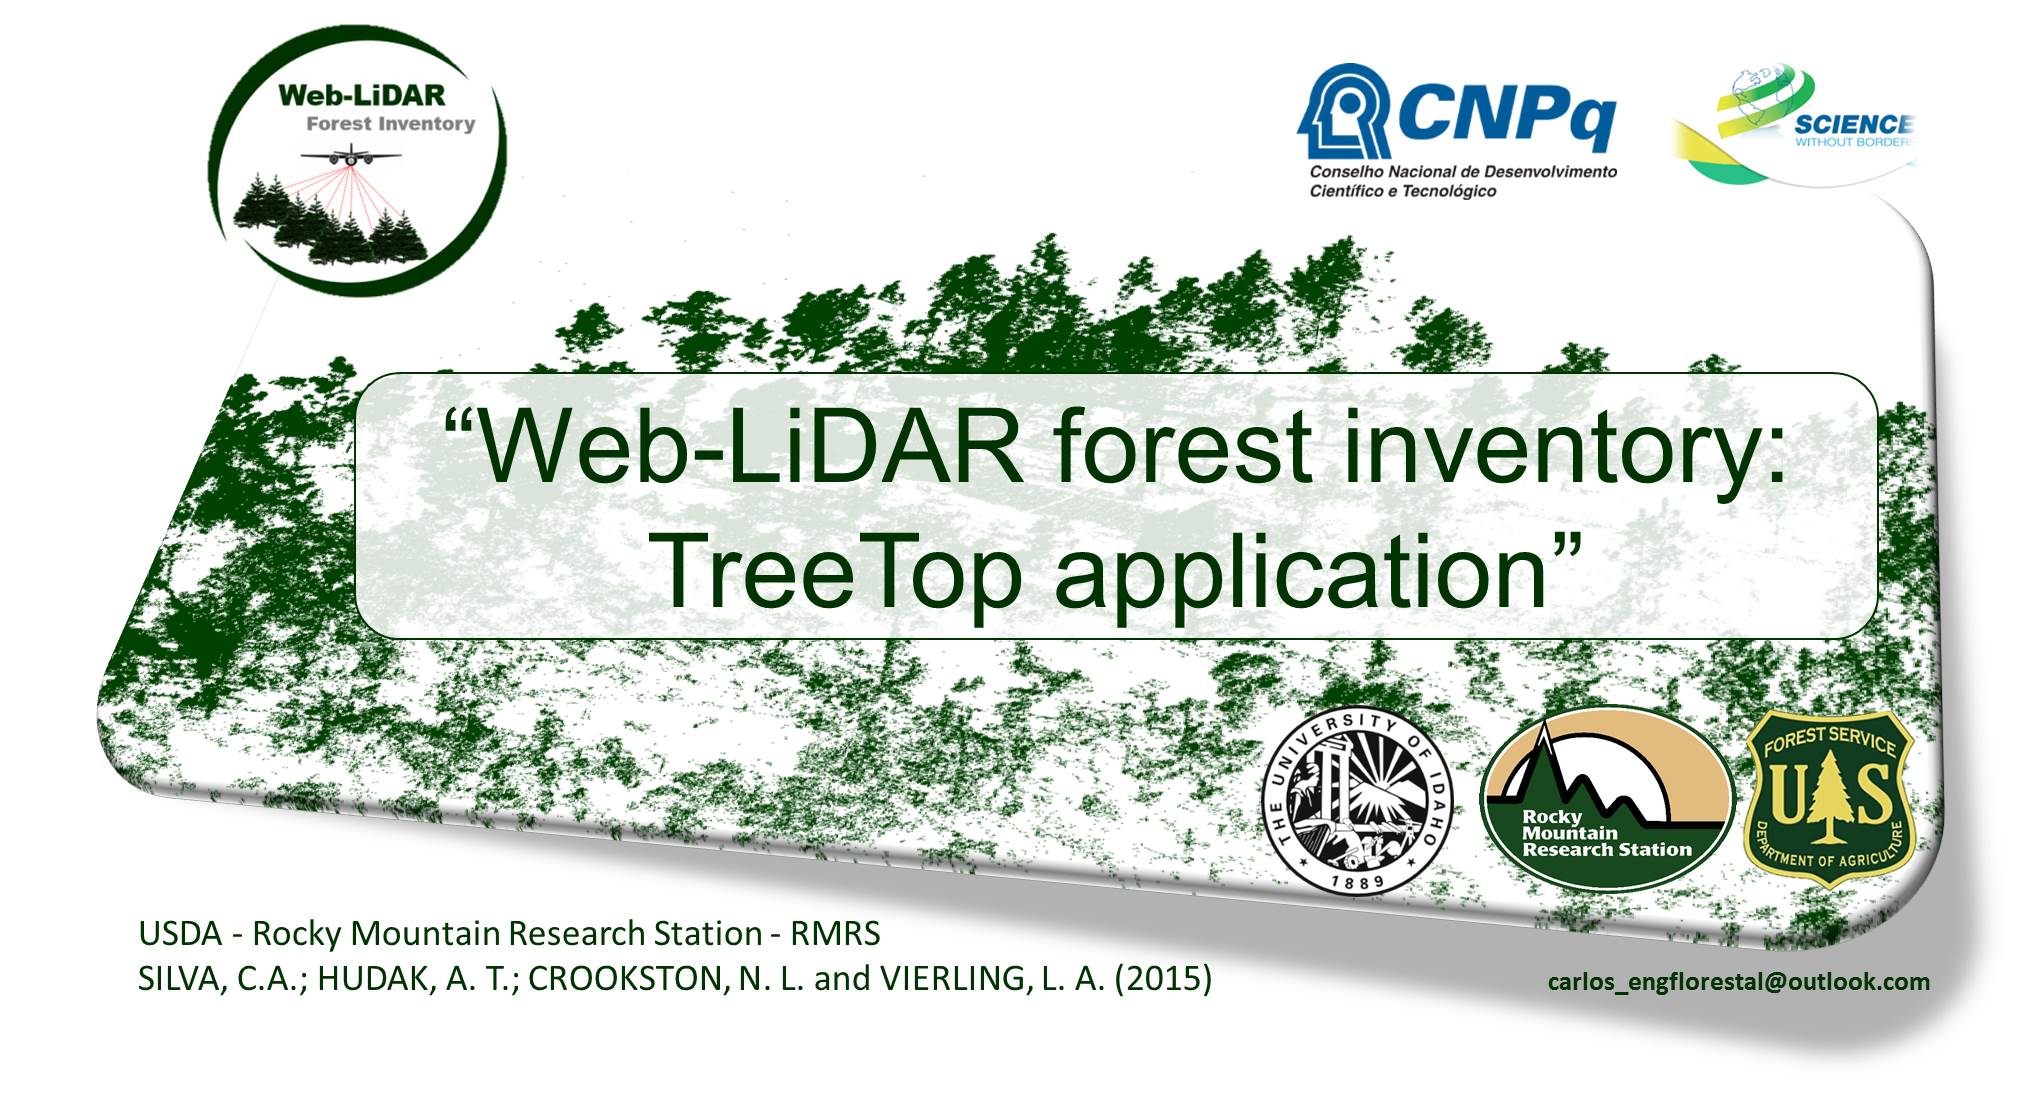 Web-LiDAR
Forest Inventory
CNPq
Conselho Nacional de Desenvolvimento
Científico e Tecnológico
SCIENCE
WITHOUT BORDERS
“Web-LiDAR forest inventory:
TreeTop application”
THE UNIVERSITY OF IDAHO
1889
Rocky
Mountain
Research Station
FOREST SERVICE
U S
DEPARTMENT OF AGRICULTURE
USDA - Rocky Mountain Research Station - RMRS
SILVA, C.A.; HUDAK, A. T.; CROOKSTON, N. L. and VIERLING, L. A. (2015)
carlos_engflorestal@outlook.com